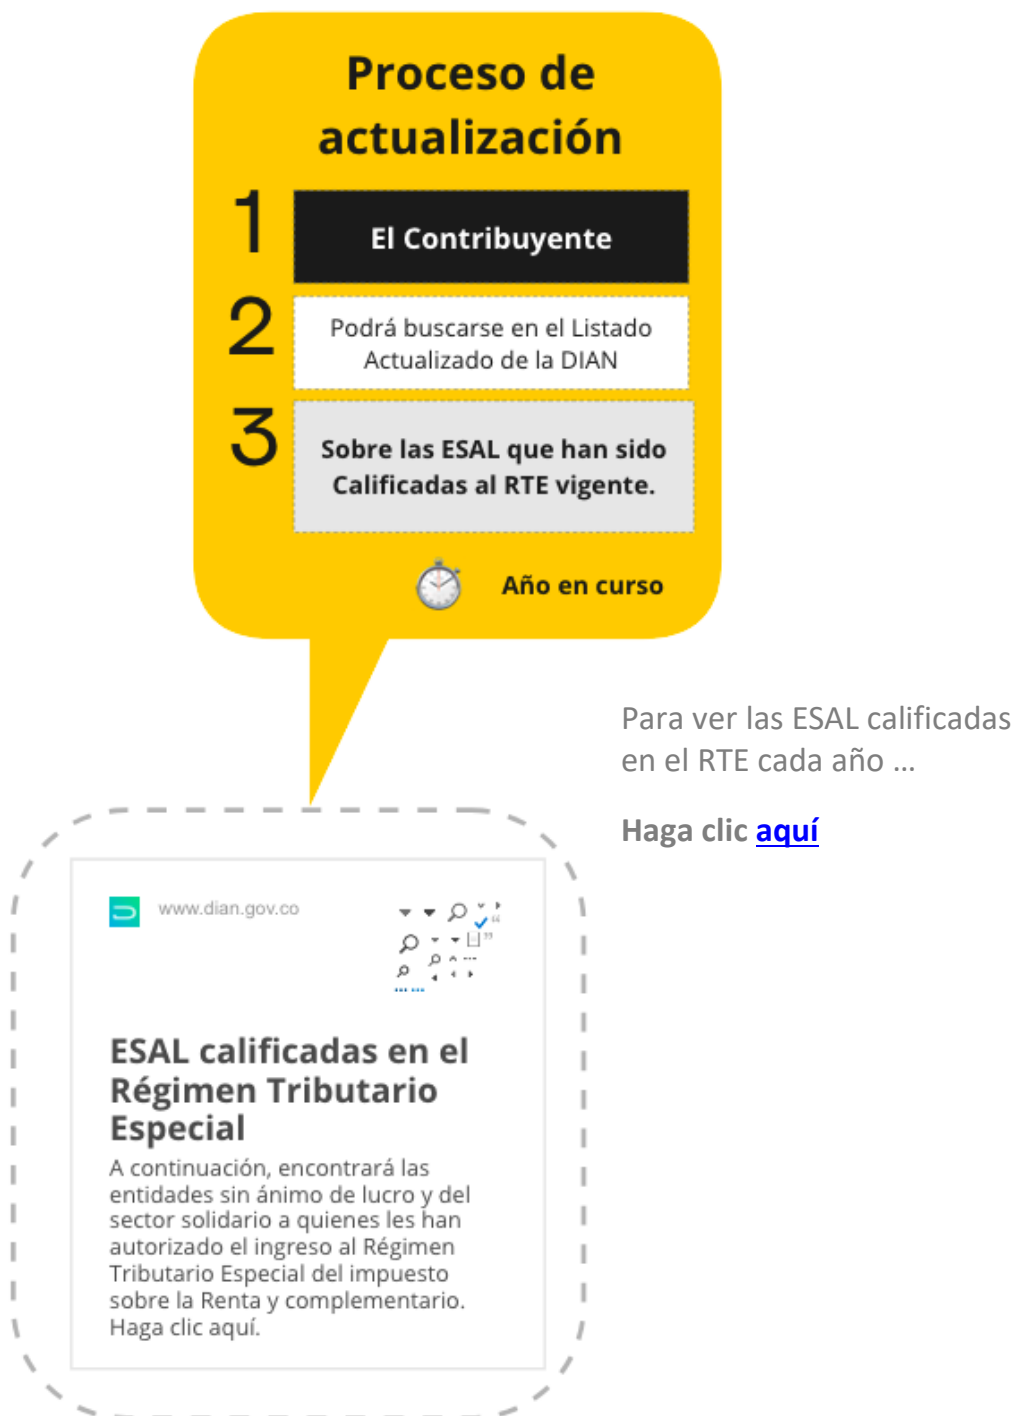 Proceso de
actualización
1
El Contribuyente
2
Podrá buscarse en el Listado
Actualizado de la DIAN
3
Sobre las ESAL que han sido
Calificadas al RTE vigente.
Año en curso
Para ver las ESAL calificadas
en el RTE cada año ...
Haga clic aquí
www.dian.gov.co
ESAL calificadas en el
Régimen Tributario
Especial
A continuación, encontrará las
entidades sin ánimo de lucro y del
sector solidario a quienes les han
autorizado el ingreso al Régimen
Tributario Especial del impuesto
sobre la Renta y complementario.
Haga clic aquí.